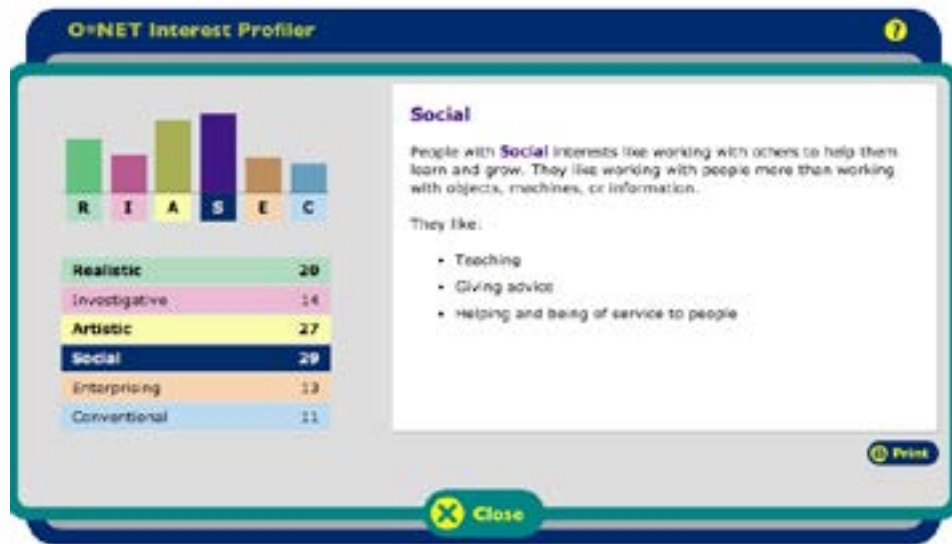 O*NET Interest Profiler
?
R I A S E C
Realistic 20
Investigative 14
Artistic 27
Social 29
Enterprising 13
Conventional 11
Social
People with Social interests like working with others to help them
learn and grow. They like working with people more than working
with objects, machines, or information.
They like:
• Teaching
• Giving advice
• Helping and being of service to people
Print
Close